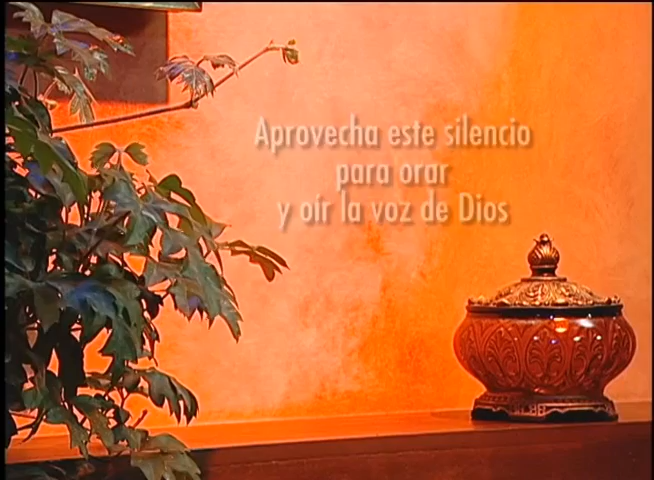 Aprovecha este silencio
para orar
y oír la voz de Dios